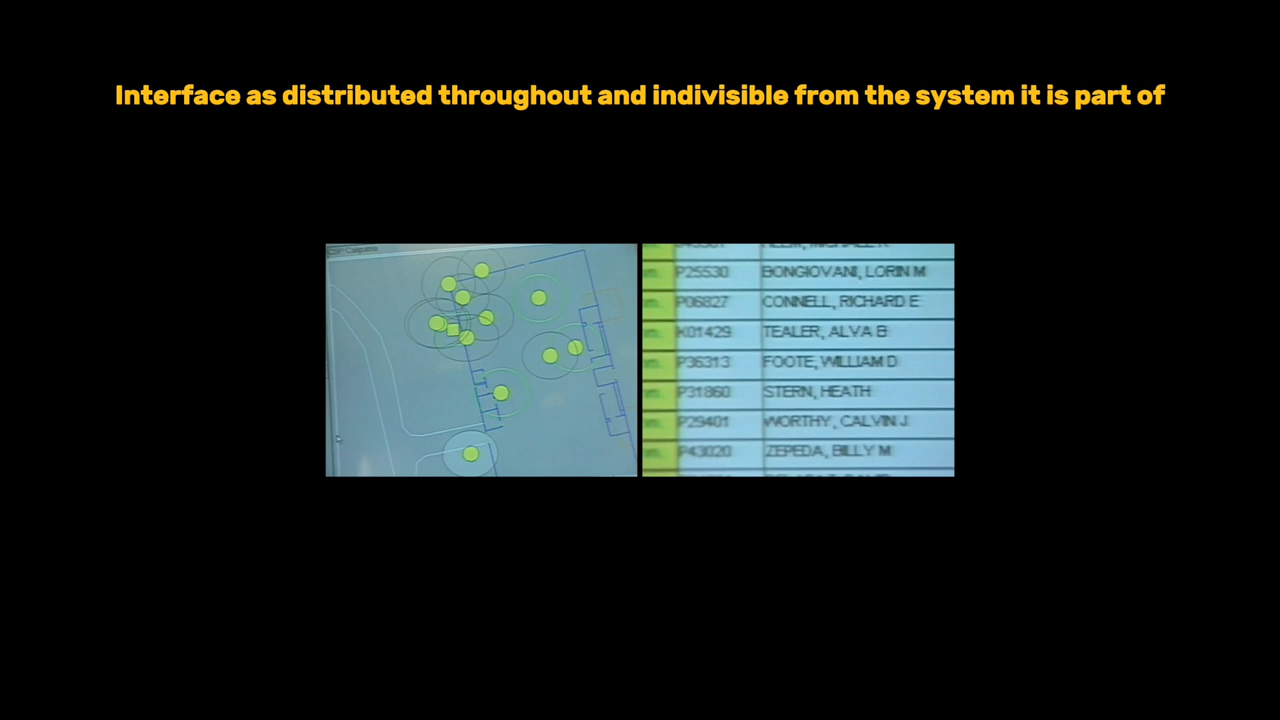 Interface as distributed throughout and indivisible from the system it is part of
P25530 BONGIOVANI, LORIN M
P06827 CONNELL, RICHARD E
K01429 TEALER, ALVA B
P36313 FOOTE, WILLIAM D
P31860 STERN, HEATH
P29401 WORTHY, CALVIN J
P43020 ZEPEDA, BILLY M